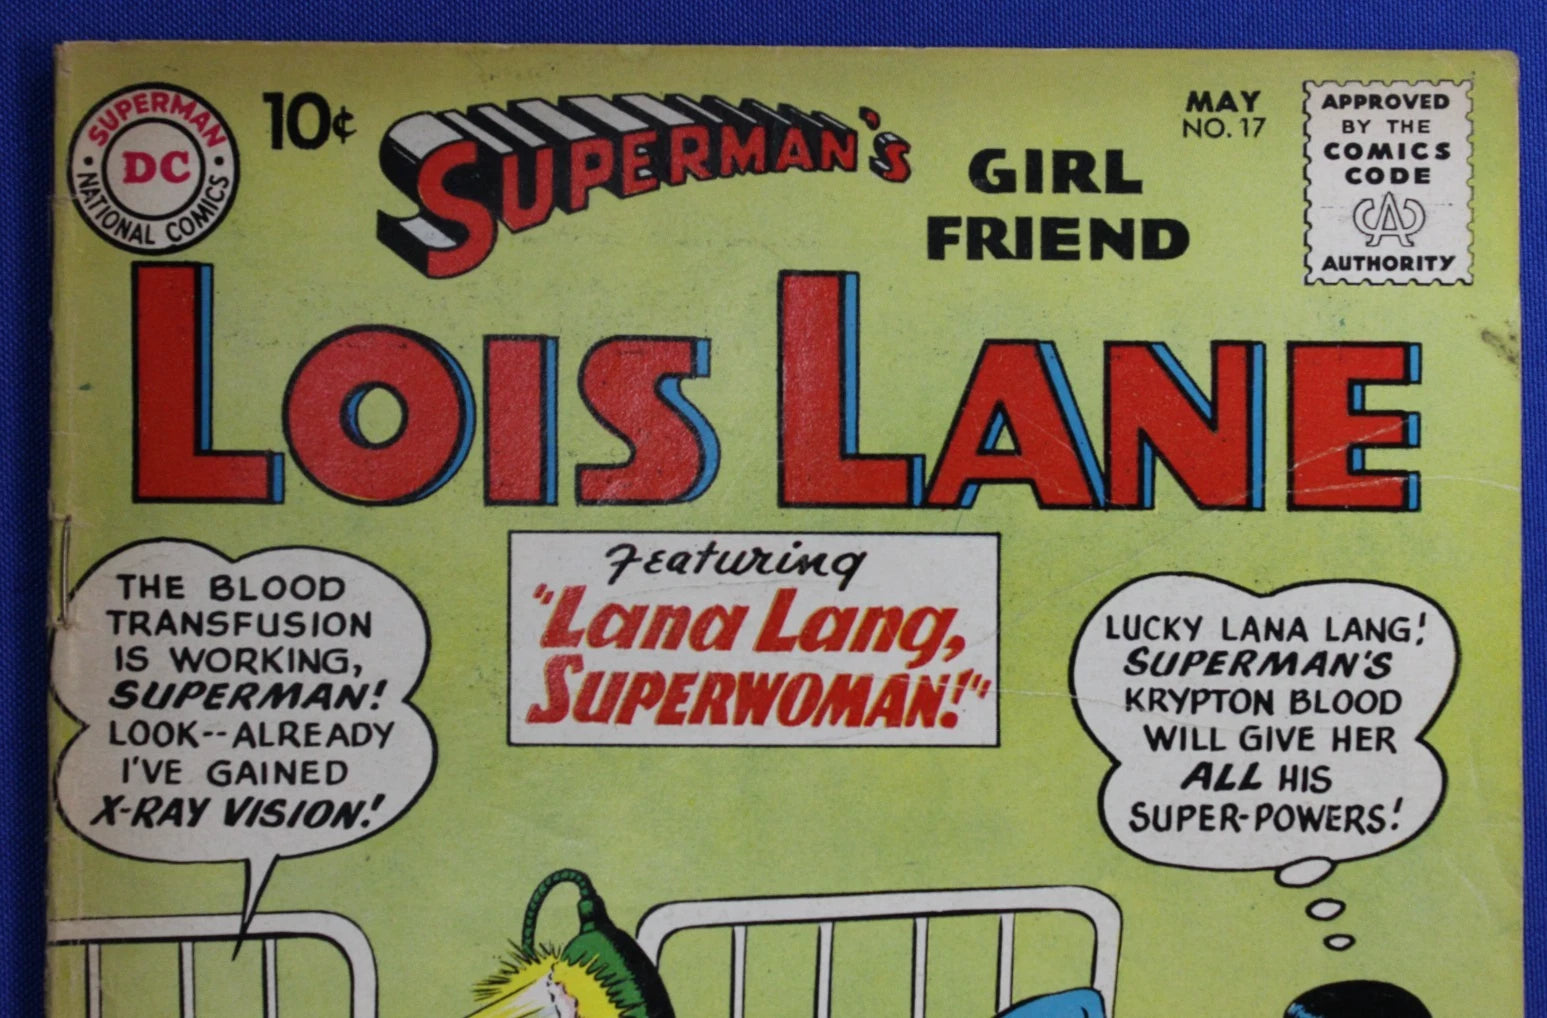 SUPERMAN
DC
NATIONAL COMICS
10¢
SUPERMAN's
GIRL
FRIEND
MAY
NO. 17
APPROVED
BY THE
COMICS
CODE
CA
AUTHORITY
LOIS LANE
Featuring
"Lana Lang,
SUPERWOMAN!"
THE BLOOD
TRANSFUSION
IS WORKING,
SUPERMAN!
LOOK--ALREADY
I'VE GAINED
X-RAY VISION!
LUCKY LANA LANG!
SUPERMAN'S
KRYPTON BLOOD
WILL GIVE HER
ALL HIS
SUPER-POWERS!